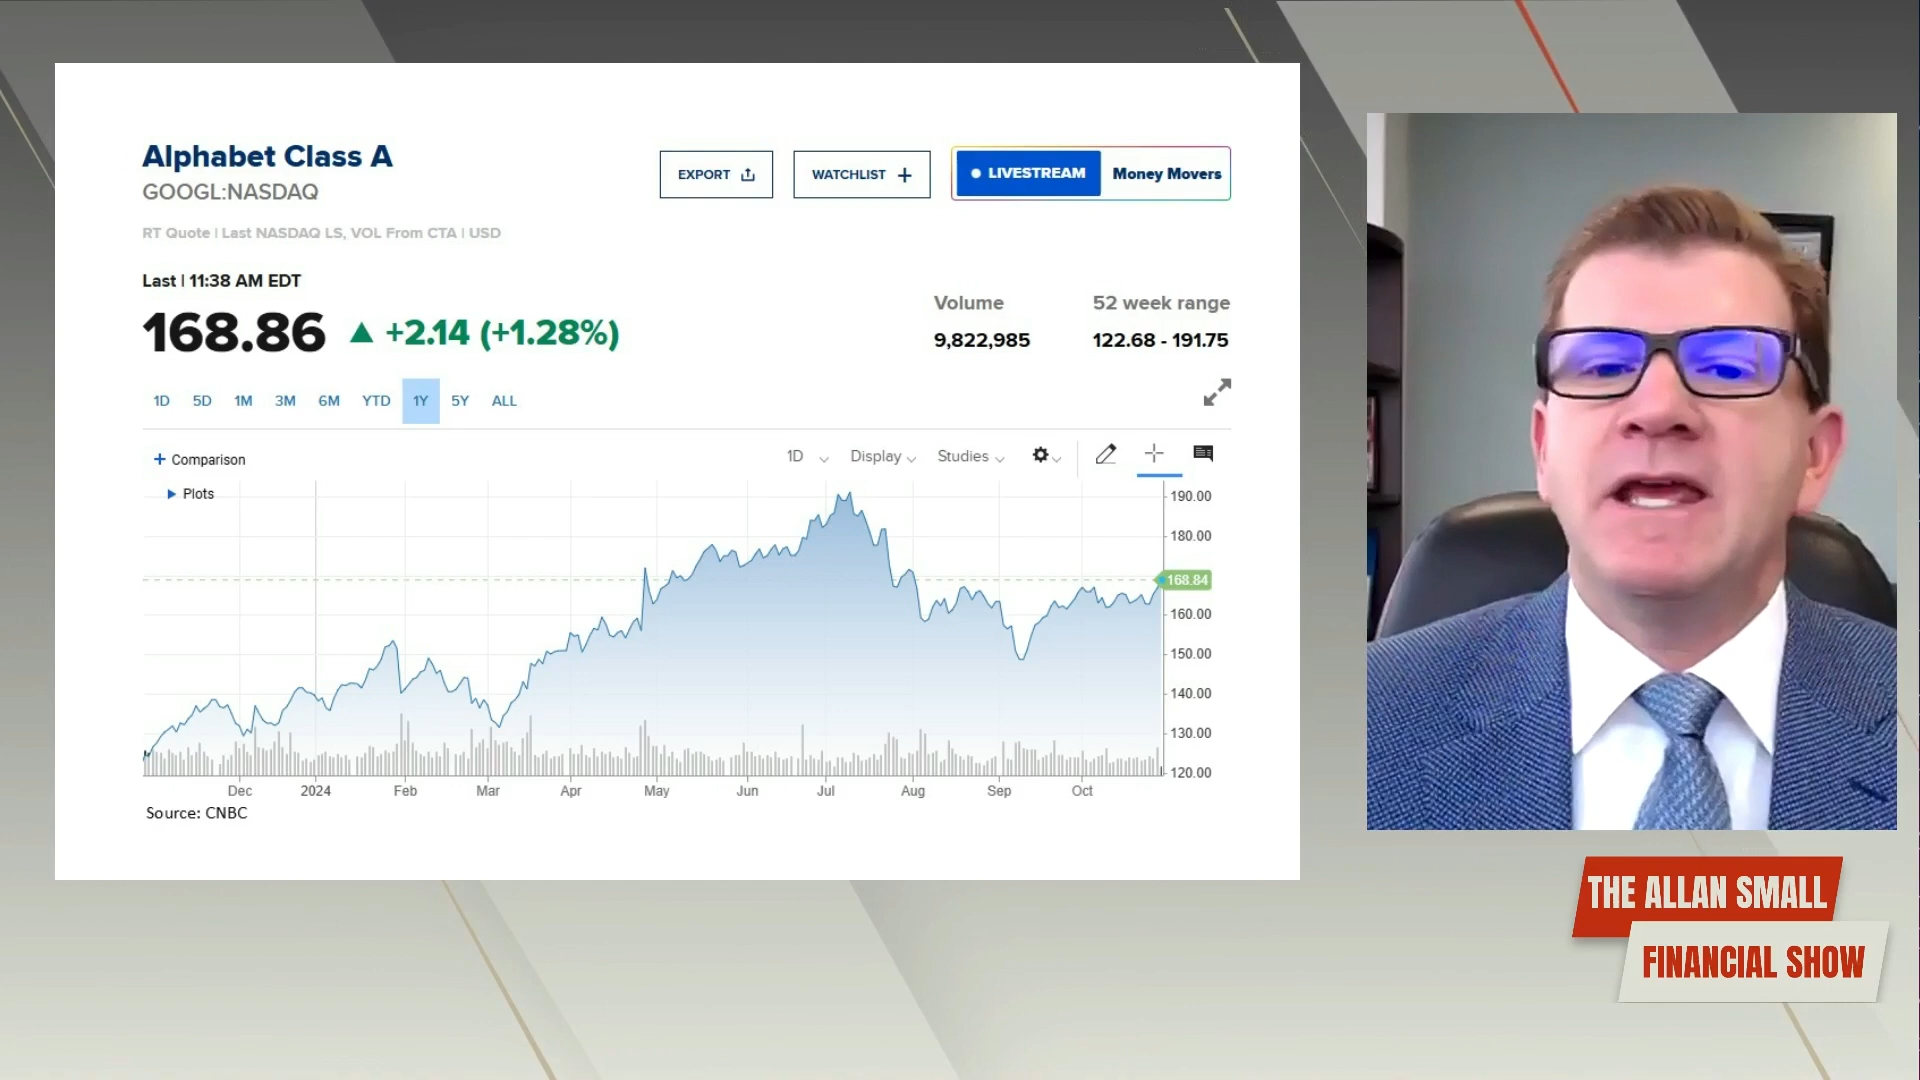 Alphabet Class A
GOOGL:NASDAQ
EXPORT
WATCHLIST
LIVESTREAM Money Movers
RT Quote | Last NASDAQ LS, VOL From CTA | USD
Last | 11:38 AM EDT
168.86 ▲ +2.14 (+1.28%)
Volume
9,822,985
52 week range
122.68 - 191.75
1D 5D 1M 3M 6M YTD 1Y 5Y ALL
+ Comparison
1D Display Studies
Plots
190.00
180.00
168.84
160.00
150.00
140.00
130.00
120.00
Dec 2024 Feb Mar Apr May Jun Jul Aug Sep Oct
Source: CNBC
THE ALLAN SMALL
FINANCIAL SHOW